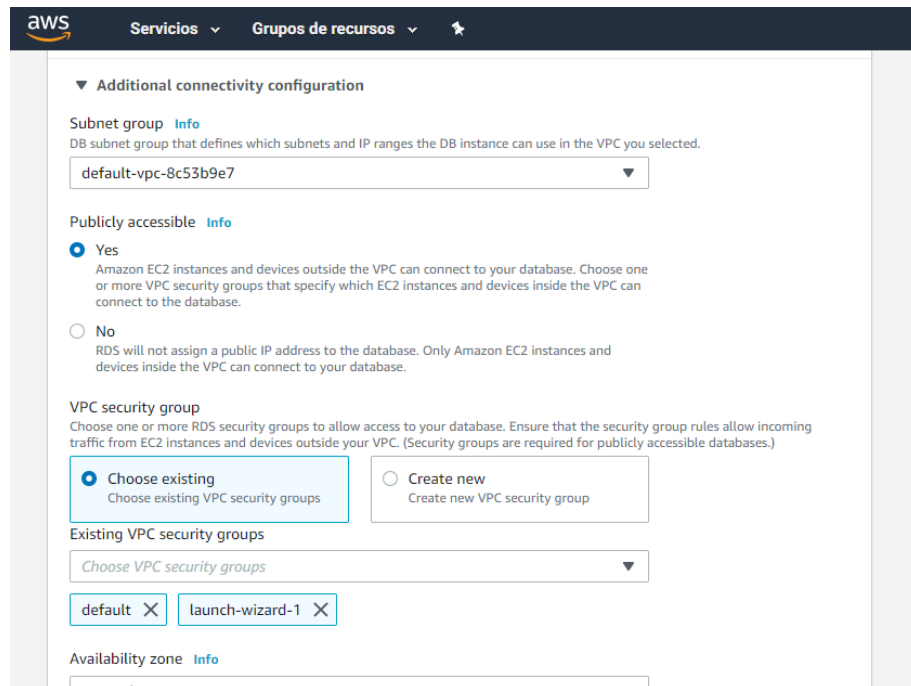 aws
Servicios Grupos de recursos
Additional connectivity configuration
Subnet group Info
DB subnet group that defines which subnets and IP ranges the DB instance can use in the VPC you selected.
default-vpc-8c53b9e7
Publicly accessible Info
Yes
Amazon EC2 instances and devices outside the VPC can connect to your database. Choose one
or more VPC security groups that specify which EC2 instances and devices inside the VPC can
connect to the database.
No
RDS will not assign a public IP address to the database. Only Amazon EC2 instances and
devices inside the VPC can connect to your database.
VPC security group
Choose one or more RDS security groups to allow access to your database. Ensure that the security group rules allow incoming
traffic from EC2 instances and devices outside your VPC. (Security groups are required for publicly accessible databases.)
Choose existing
Choose existing VPC security groups
Create new
Create new VPC security group
Existing VPC security groups
Choose VPC security groups
default
launch-wizard-1
Availability zone Info